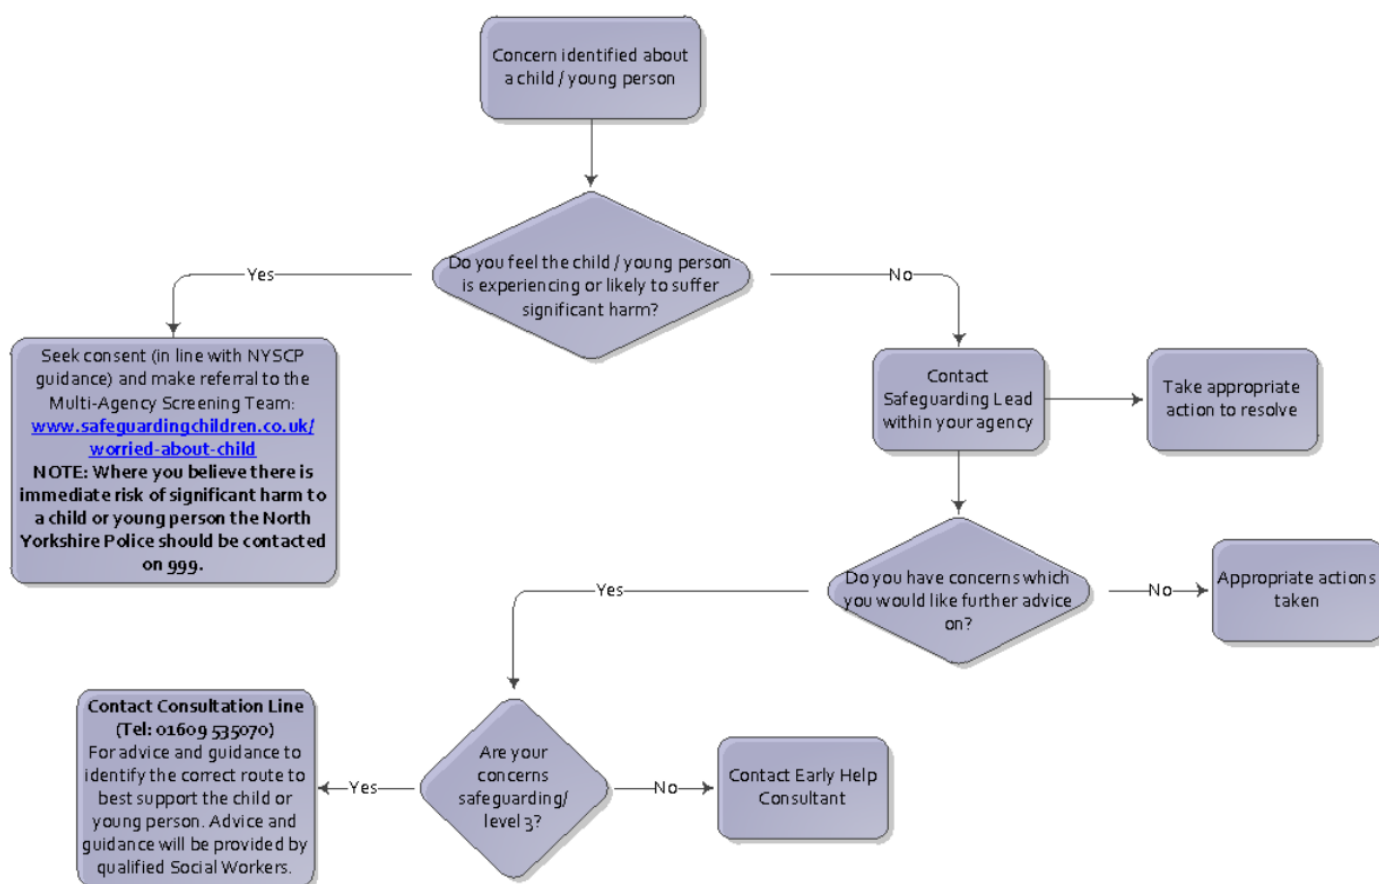 Concern identified about
a child / young person
Do you feel the child / young person
is experiencing or likely to suffer
significant harm?
Yes
No
Seek consent (in line with NYSCP
guidance) and make referral to the
Multi-Agency Screening Team:
www.safeguardingchildren.co.uk/
worried-about-child
NOTE: Where you believe there is
immediate risk of significant harm to
a child or young person the North
Yorkshire Police should be contacted
on 999.
Contact
Safeguarding Lead
within your agency
Take appropriate
action to resolve
Do you have concerns which
you would like further advice
on?
Yes
No
Appropriate actions
taken
Are your
concerns
safeguarding/
level 3?
Yes
No
Contact Consultation Line
(Tel: 01609 535070)
For advice and guidance to
identify the correct route to
best support the child or
young person. Advice and
guidance will be provided by
qualified Social Workers.
Contact Early Help
Consultant